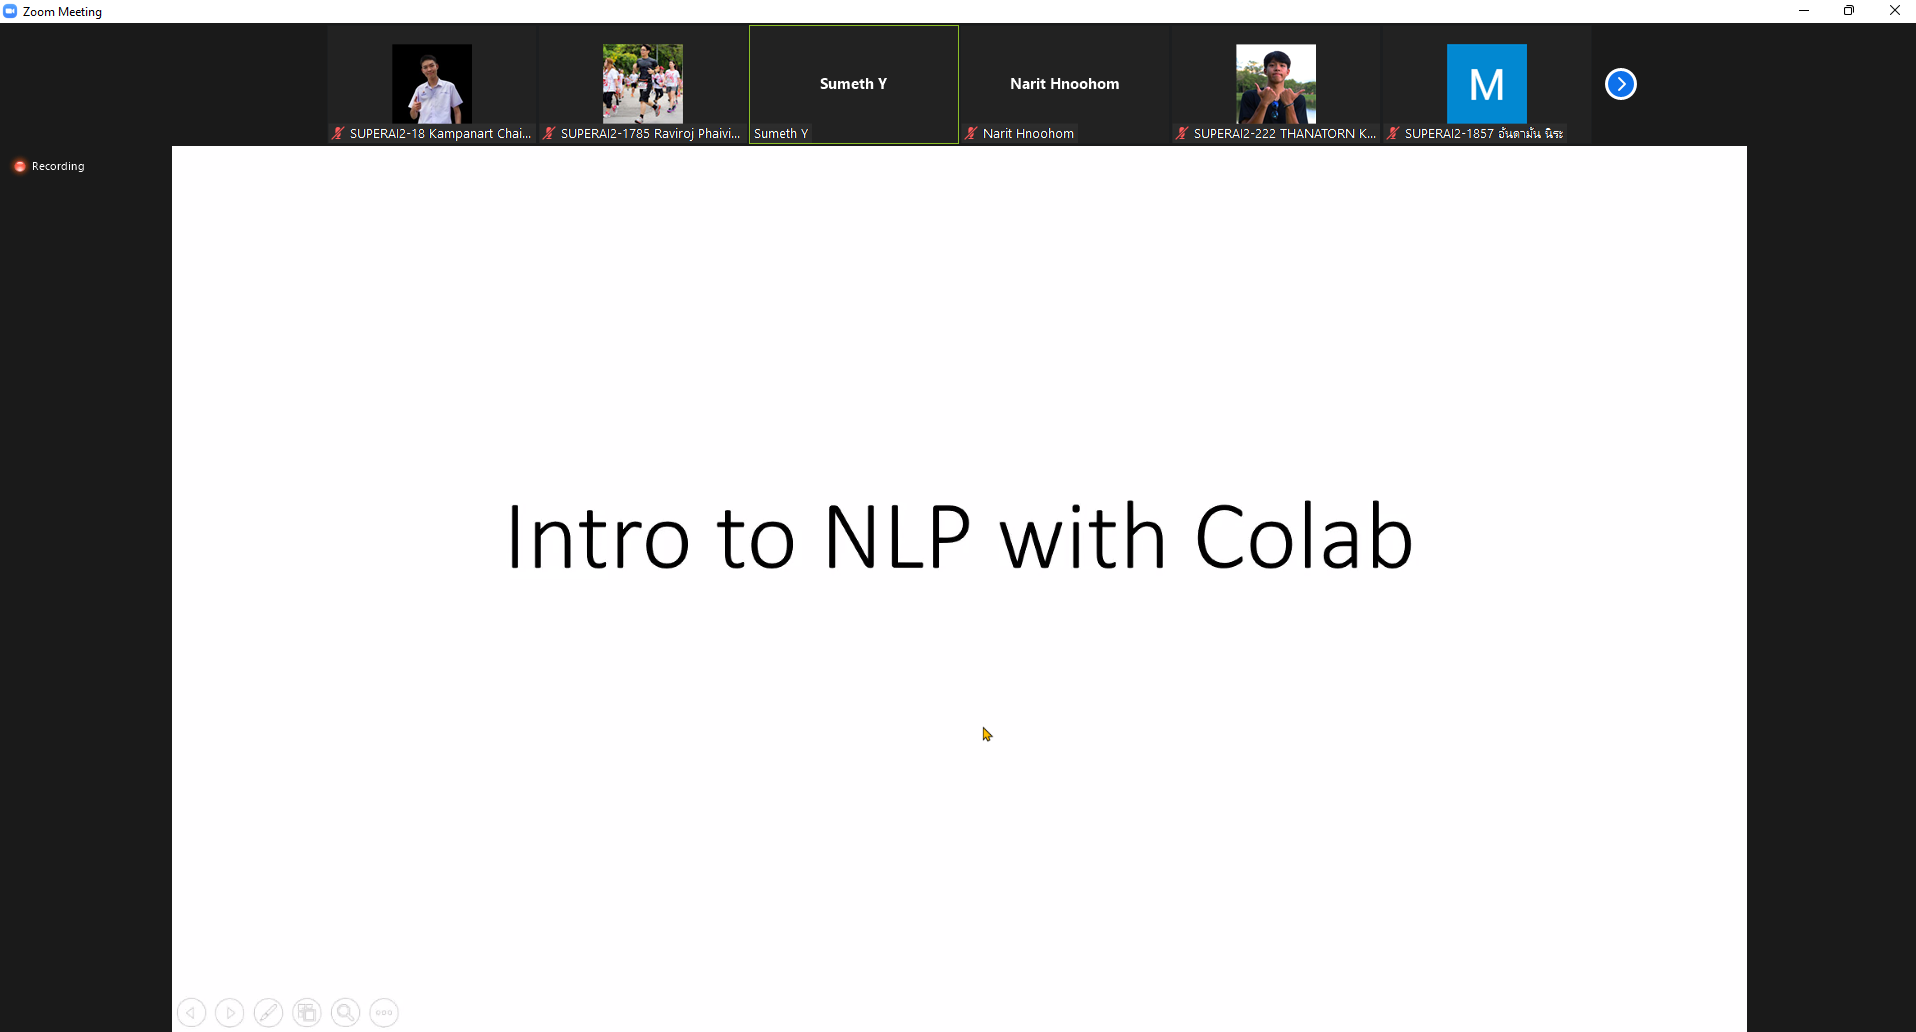 Zoom Meeting
Sumeth Y
Narit Hnoohom
M
SUPERAI2-18 Kampanart Chai...
SUPERAI2-1785 Raviroj Phaivi...
Sumeth Y
Narit Hnoohom
SUPERAI2-222 THANATORN K...
SUPERAI2-1857 อันดามัน นิระ
Recording
Intro to NLP with Colab